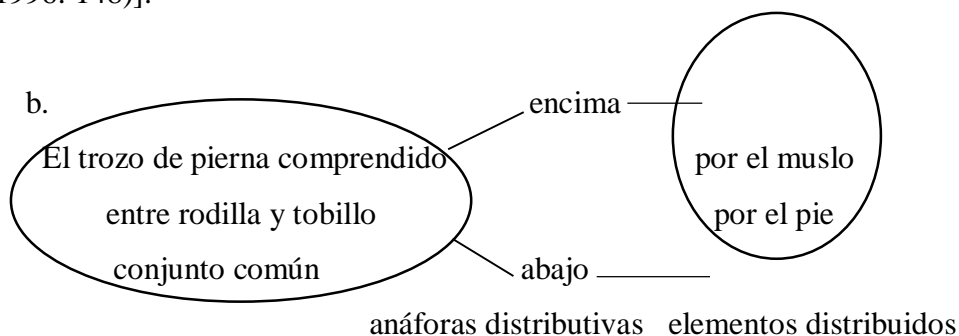 1996: 148)].
b.
encima
El trozo de pierna comprendido
por el muslo
entre rodilla y tobillo
por el pie
conjunto común
abajo
anáforas distributivas elementos distribuidos